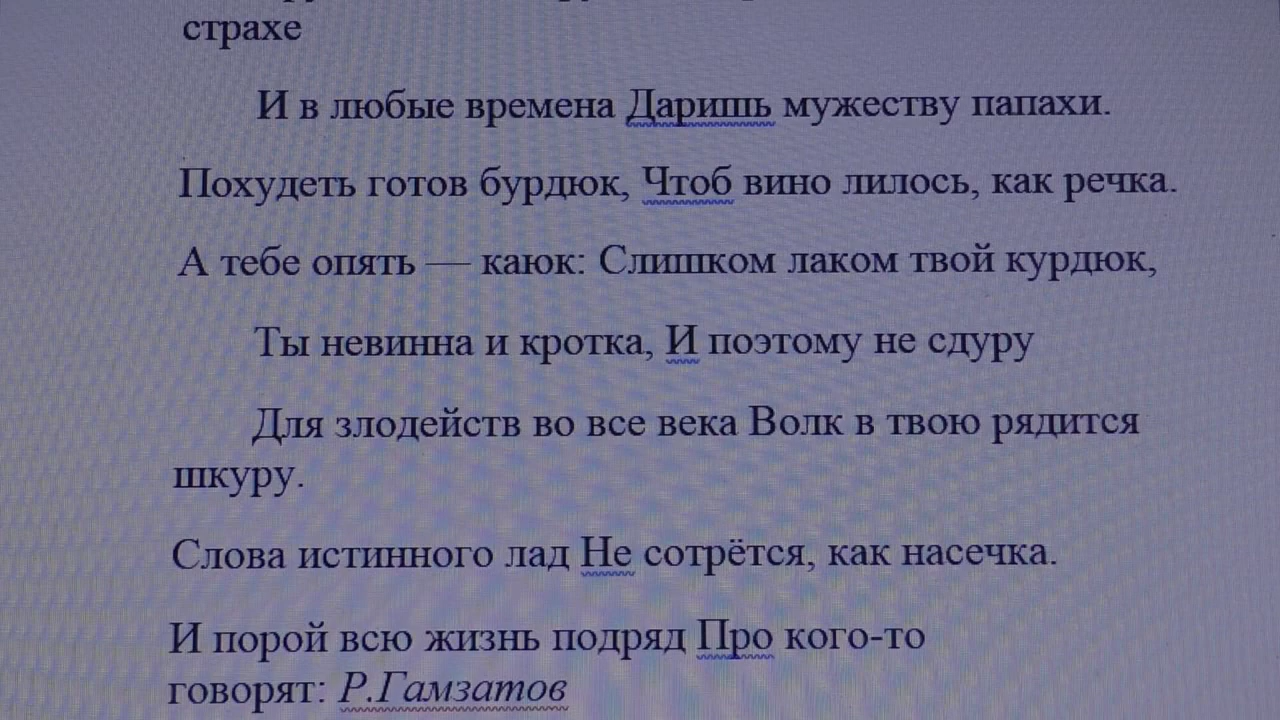 страхе
И в любые времена Даришь мужеству папахи.
Похудеть готов бурдюк, Чтоб вино лилось, как речка.
А тебе опять — каюк: Слишком лаком твой курдюк,
Ты невинна и кротка, И поэтому не сдуру
Для злодейств во все века Волк в твою рядится
шкуру.
Слова истинного лад Не сотрётся, как насечка.
И порой всю жизнь подряд Про кого-то
говорят: Р.Гамзатов